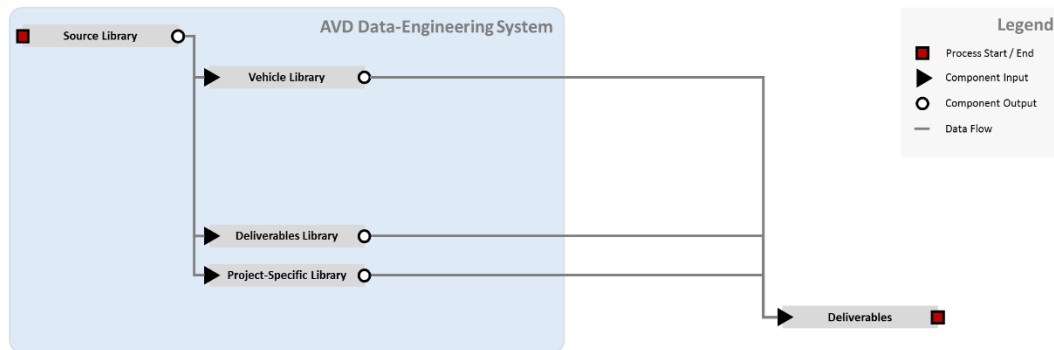 AVD Data-Engineering System
Source Library
Vehicle Library
Deliverables Library
Project-Specific Library
Deliverables
Legend
Process Start / End
Component Input
Component Output
Data Flow